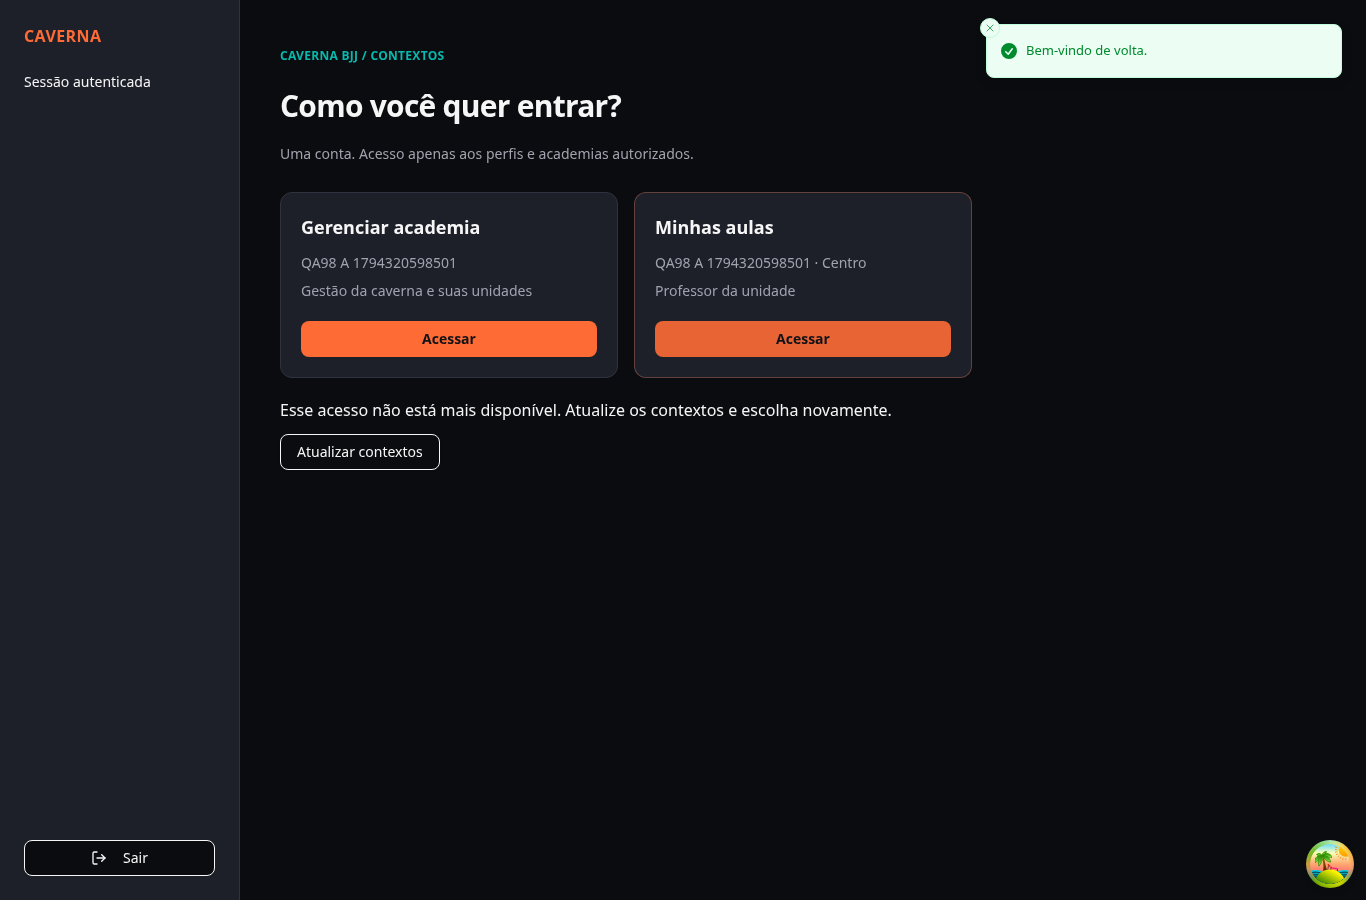 CAVERNA
Sessão autenticada
Sair
CAVERNA BJJ / CONTEXTOS
Como você quer entrar?
Uma conta. Acesso apenas aos perfis e academias autorizados.
Gerenciar academia
QA98 A 1794320598501
Gestão da caverna e suas unidades
Acessar
Minhas aulas
QA98 A 1794320598501 · Centro
Professor da unidade
Acessar
Esse acesso não está mais disponível. Atualize os contextos e escolha novamente.
Atualizar contextos
Bem-vindo de volta.